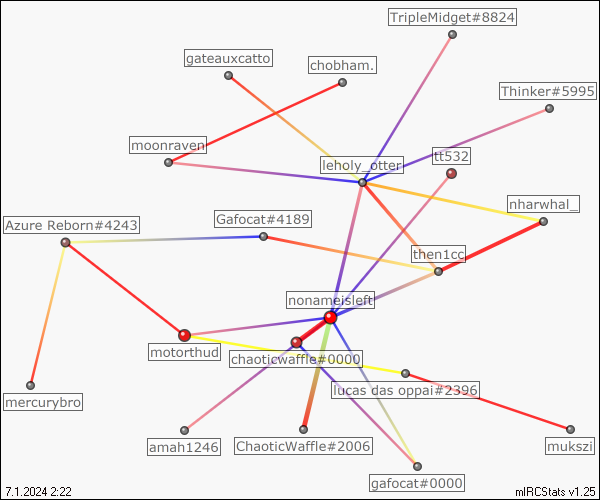 TripleMidget#8824
gateauxcatto
chobham.
Thinker#5995
moonraven
tt532
leholy_otter
nharwhal_
Gafocat#4189
Azure Reborn#4243
then1cc
nonameisleft
motorthud
chaoticwaffle#0000
lucas das oppai#2396
mercurybro
amah1246
ChaoticWaffle#2006
mukszi
gafocat#0000
7.1.2024 2:22
mIRCStats v1.25